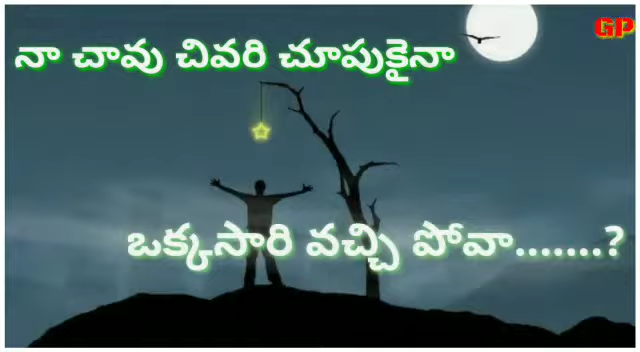 GP
నా చావు చివరి చూపుకైనా
ఒక్కసారి వచ్చి పోవా.......?